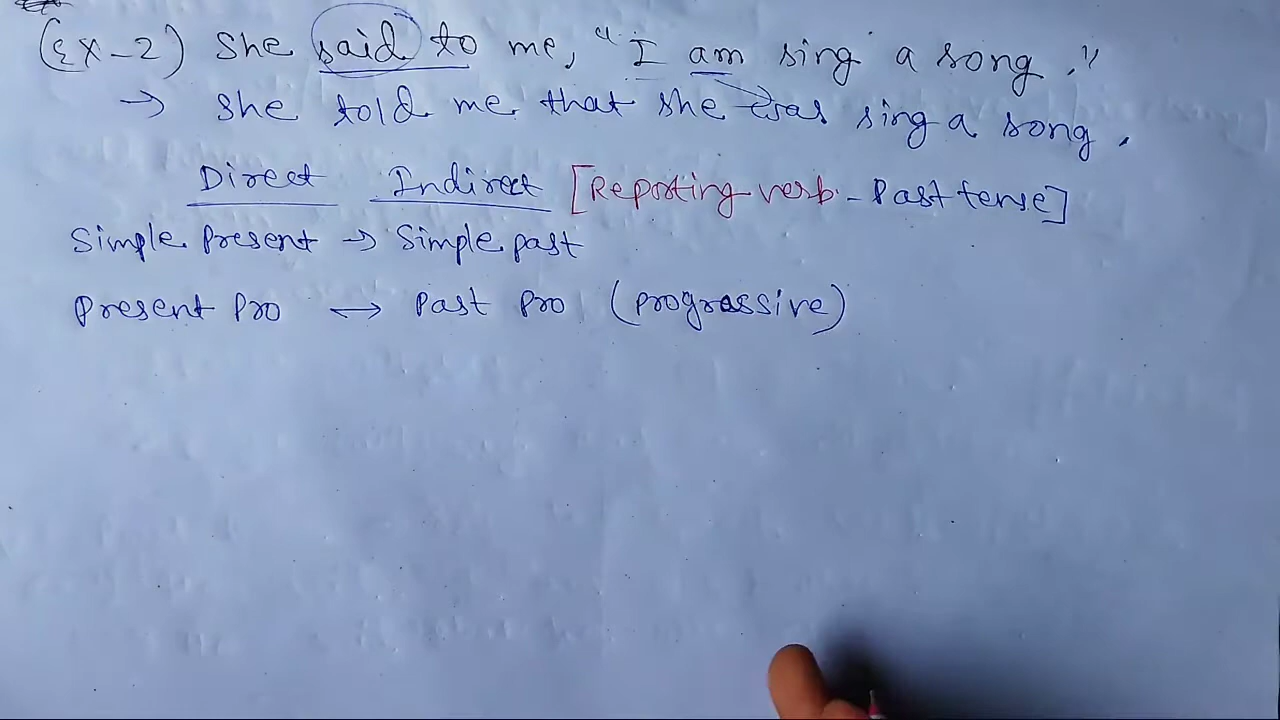 (Ex-2) She said to me, "I am sing a song."
→ She told me that she was sing a song.
Direct Indirect [Reporting verb - Past tense]
Simple Present → Simple past
Present Pro ↔ Past Pro (progressive)